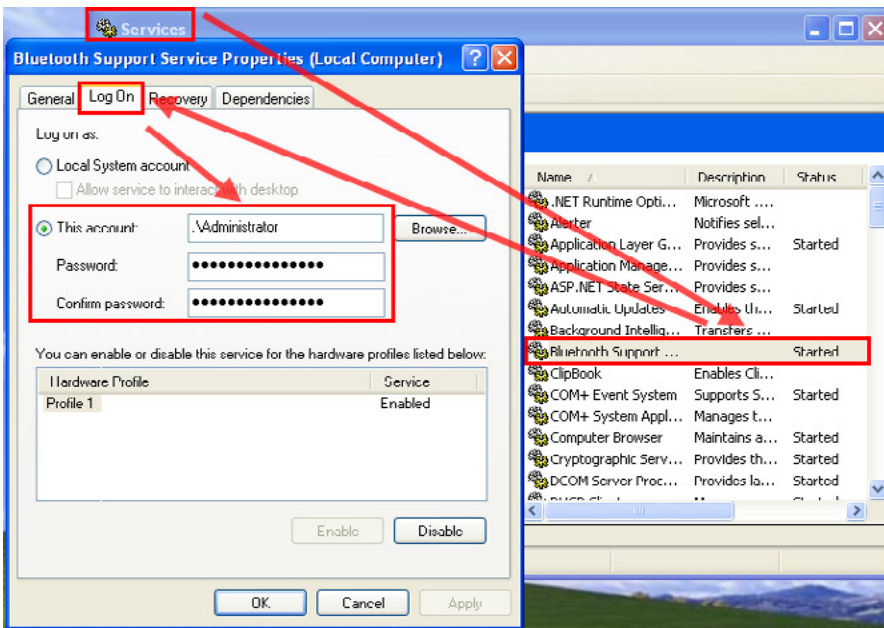 Services
Bluetooth Support Service Properties (Local Computer)
General Log On Recovery Dependencies
Log on as:
Local System account
Allow service to interact with desktop
This account: .\Administrator Browse...
Password: •••••••••••••••
Confirm password: •••••••••••••••
You can enable or disable this service for the hardware profiles listed below:
Hardware Profile Service
Profile 1 Enabled
Enable Disable
OK Cancel Apply
Name Description Status
.NET Runtime Opti... Microsoft ....
Alerter Notifies sel...
Application Layer G... Provides s... Started
Application Manage... Provides s...
ASP.NET State Ser... Provides s...
Automatic Updates Enables th... Started
Background Intellig... Transfers ...
Bluetooth Support ... Started
ClipBook Enables Cli...
COM+ Event System Supports S... Started
COM+ System Appl... Manages t...
Computer Browser Maintains a... Started
Cryptographic Serv... Provides th... Started
DCOM Server Proc... Provides la... Started